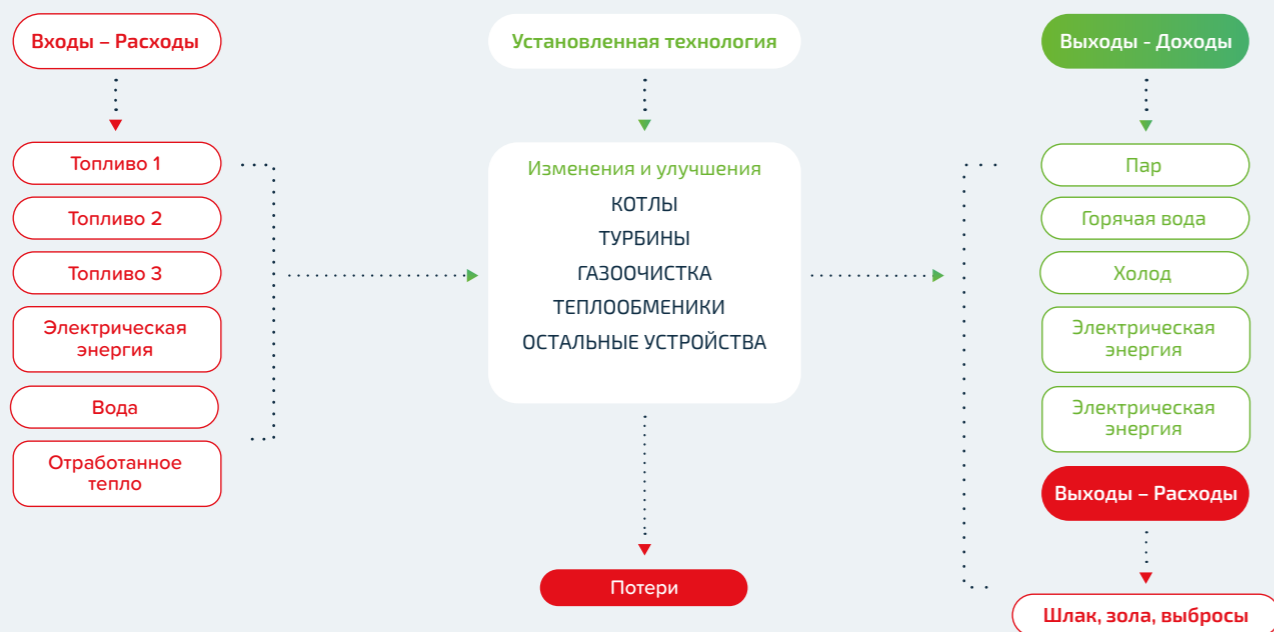 Входы – Расходы
Топливо 1
Топливо 2
Топливо 3
Электрическая
энергия
Вода
Отработанное
тепло
Установленная технология
Изменения и улучшения
КОТЛЫ
ТУРБИНЫ
ГАЗООЧИСТКА
ТЕПЛООБМЕНИКИ
ОСТАЛЬНЫЕ УСТРОЙСТВА
Потери
Выходы - Доходы
Пар
Горячая вода
Холод
Электрическая
энергия
Электрическая
энергия
Выходы – Расходы
Шлак, зола, выбросы